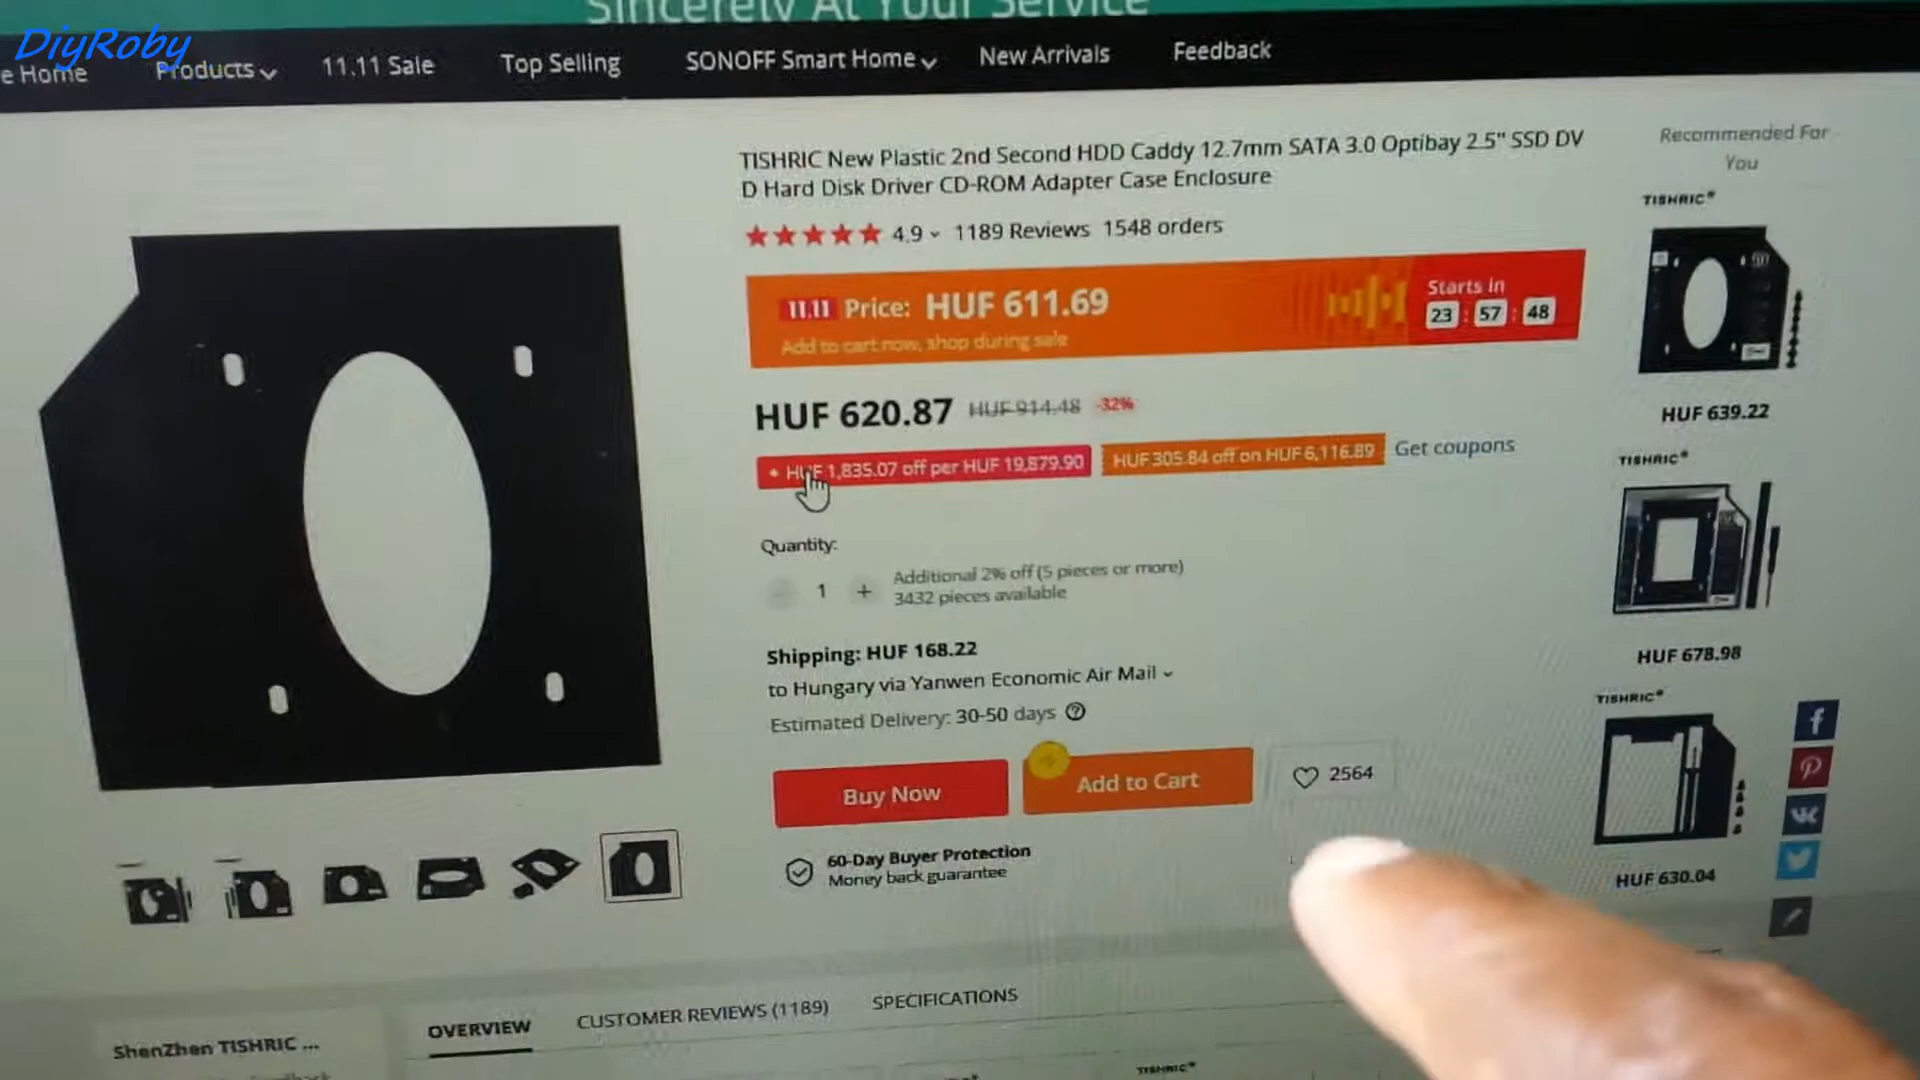 Sincerely At Your Service
DiyRoby
e Home
Products
11.11 Sale
Top Selling
SONOFF Smart Home
New Arrivals
Feedback
TISHRIC New Plastic 2nd Second HDD Caddy 12.7mm SATA 3.0 Optibay 2.5" SSD DV
D Hard Disk Driver CD-ROM Adapter Case Enclosure
4.9
1189 Reviews
1548 orders
11.11 Price: HUF 611.69
Add to cart now, shop during sale
Starts in
23 : 57 : 48
HUF 620.87
HUF 914.48
-32%
HUF 1,835.07 off per HUF 19,879.90
HUF 305.84 off on HUF 6,116.89
Get coupons
Quantity:
- 1 +
Additional 2% off (5 pieces or more)
3432 pieces available
Shipping: HUF 168.22
to Hungary via Yanwen Economic Air Mail
Estimated Delivery: 30-50 days
Buy Now
Add to Cart
2564
60-Day Buyer Protection
Money back guarantee
OVERVIEW
CUSTOMER REVIEWS (1189)
SPECIFICATIONS
ShenZhen TISHRIC ...
TISHRIC®
Recommended For
You
TISHRIC®
HUF 639.22
TISHRIC®
HUF 678.98
TISHRIC®
HUF 630.04